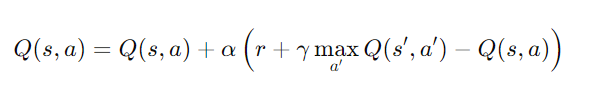 Q(s, a) = Q(s, a) + α (r + γ max_{a′} Q(s′, a′) − Q(s, a))